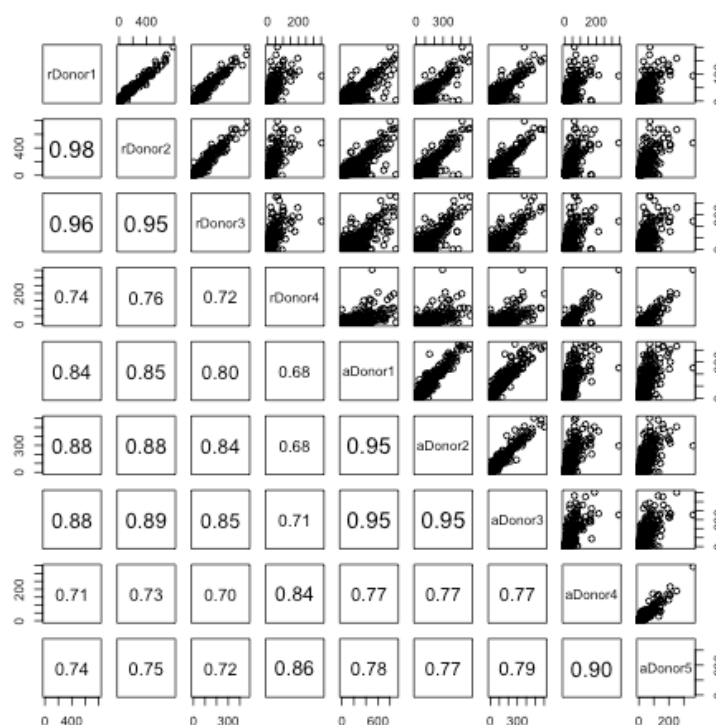 0 400 0 200 0 300 0 200
rDonor1 100
0.98 rDonor2 0 400
0.96 0.95 rDonor3
0 200 0.74 0.76 0.72 rDonor4
0.84 0.85 0.80 0.68 aDonor1
0 300 0.88 0.88 0.84 0.68 0.95 aDonor2
0.88 0.89 0.85 0.71 0.95 0.95 aDonor3
0 200 0.71 0.73 0.70 0.84 0.77 0.77 0.77 aDonor4
0.74 0.75 0.72 0.86 0.78 0.77 0.79 0.90 aDonor5
0 400 0 300 0 600 0 300 0 200